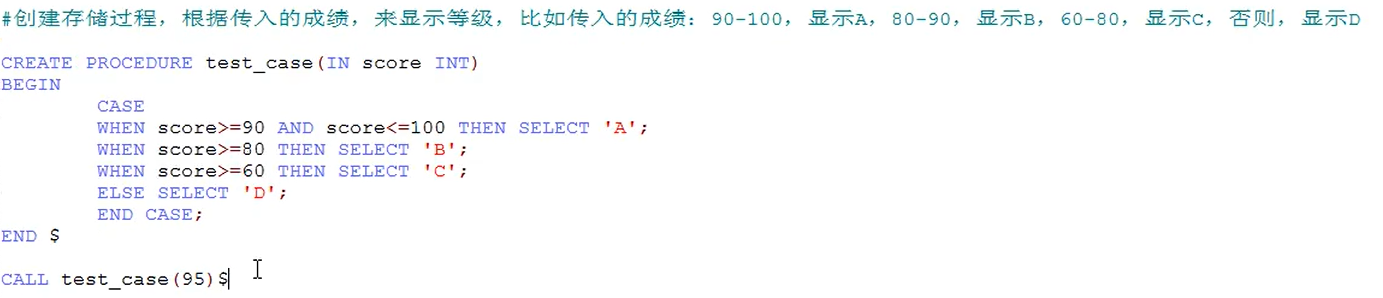 #创建存储过程，根据传入的成绩，来显示等级，比如传入的成绩：90-100，显示A，80-90，显示B，60-80，显示C，否则，显示D
CREATE PROCEDURE test_case(IN score INT)
BEGIN
CASE
WHEN score>=90 AND score<=100 THEN SELECT 'A';
WHEN score>=80 THEN SELECT 'B';
WHEN score>=60 THEN SELECT 'C';
ELSE SELECT 'D';
END CASE;
END $
CALL test_case(95)$